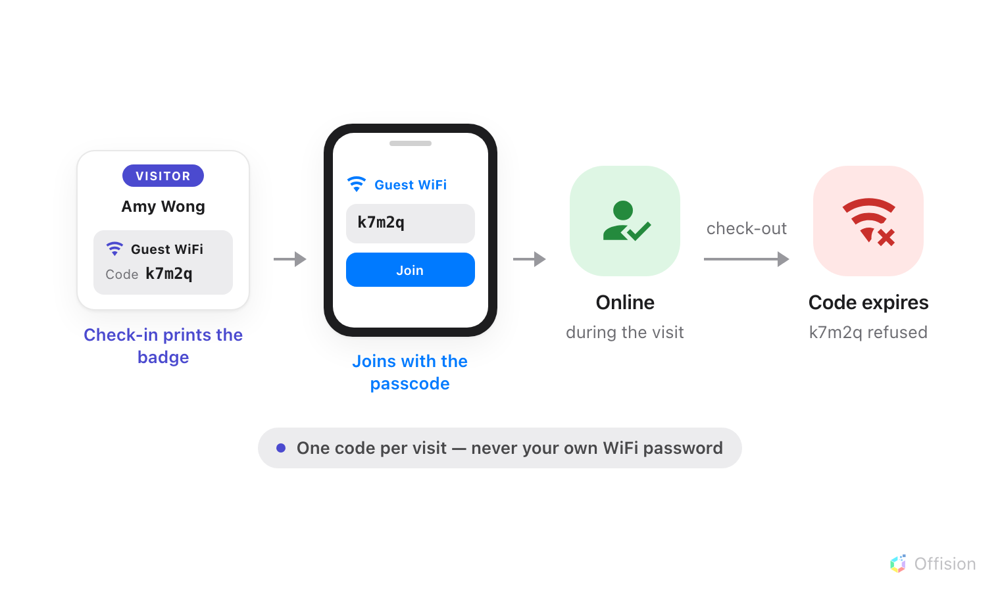 VISITOR
Amy Wong
Guest WiFi
Code k7m2q
Check-in prints the
badge
Guest WiFi
k7m2q
Join
Joins with the
passcode
Online
during the visit
check-out
Code expires
k7m2q refused
One code per visit — never your own WiFi password
Offision